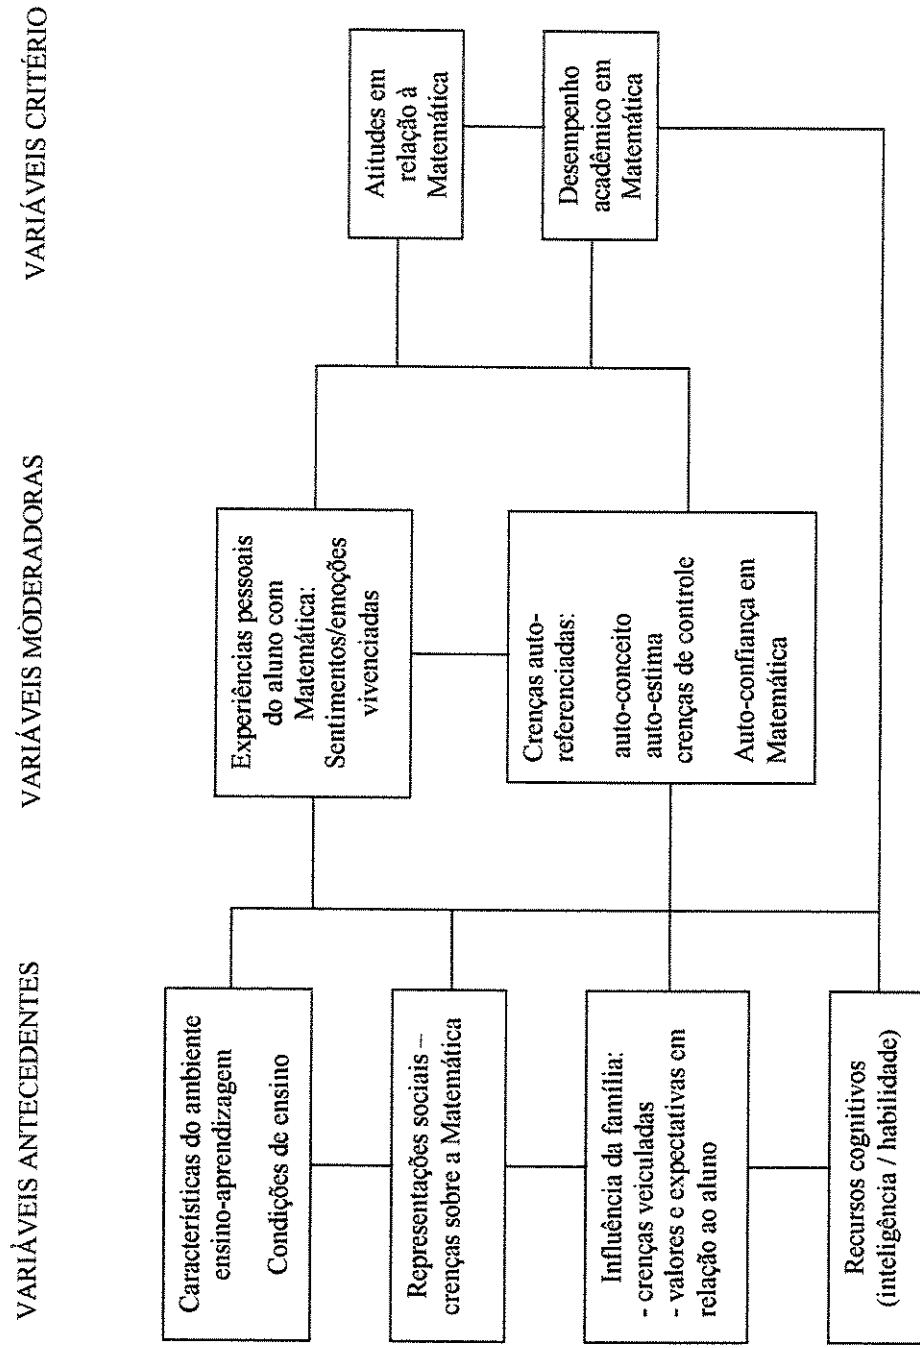 VARIÁVEIS ANTECEDENTES
VARIÁVEIS MODERADORAS
VARIÁVEIS CRITÉRIO
Características do ambiente
ensino-aprendizagem
Condições de ensino
Representações sociais –
crenças sobre a Matemática
Influência da família:
- crenças veiculadas
- valores e expectativas em
relação ao aluno
Recursos cognitivos
(inteligência / habilidade)
Experiências pessoais
do aluno com
Matemática:
Sentimentos/emoções
vivenciadas
Crenças auto-
referenciadas:
auto-conceito
auto-estima
crenças de controle
Auto-confiança em
Matemática
Atitudes em
relação à
Matemática
Desempenho
acadêmico em
Matemática